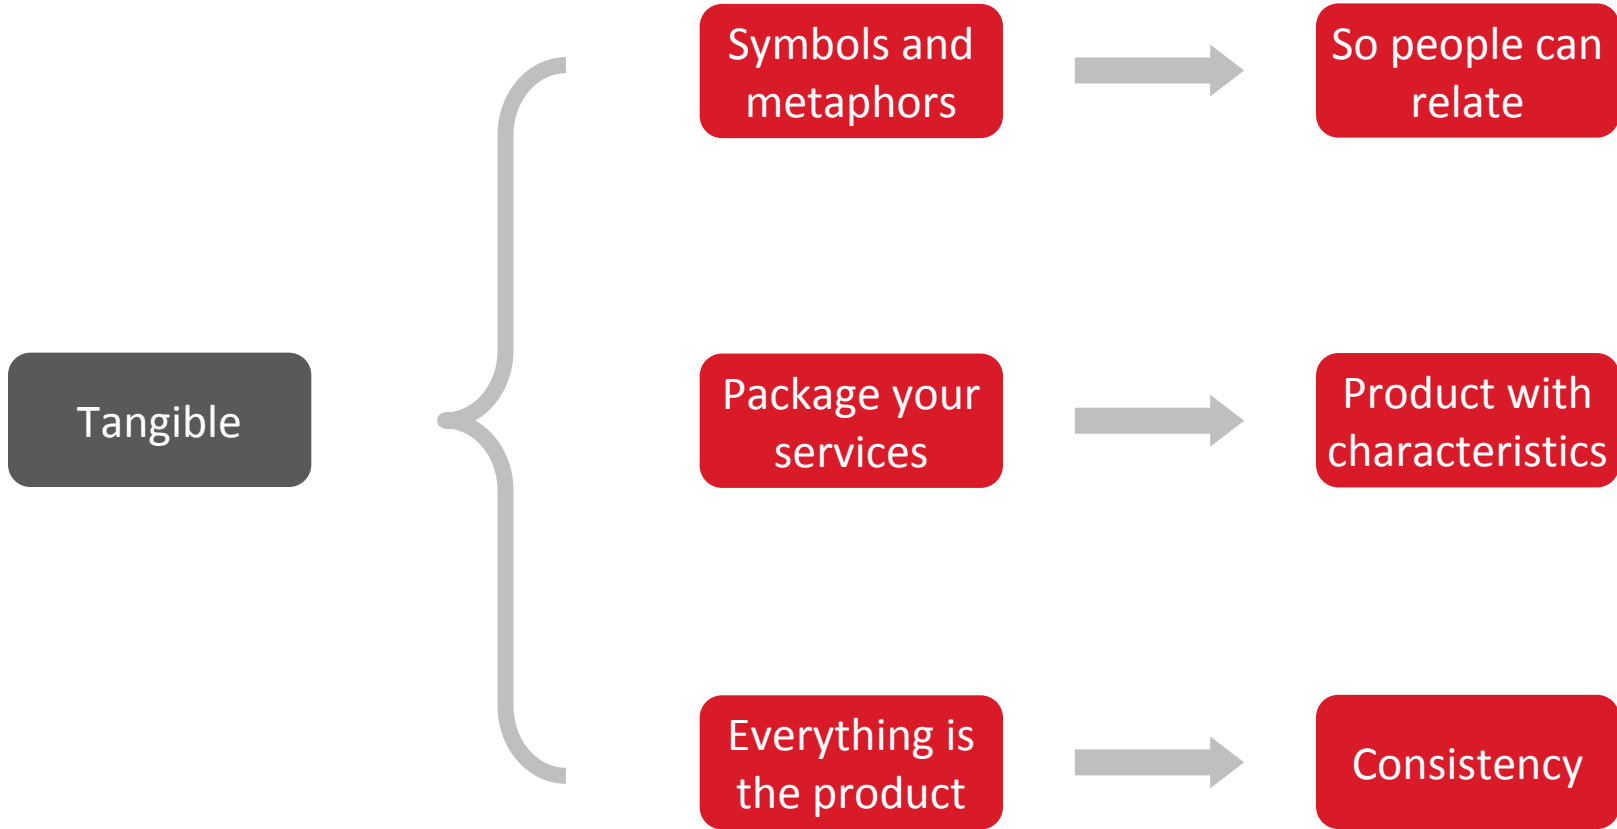 Symbols and
metaphors
So people can
relate
Tangible
Package your
services
Product with
characteristics
Everything is
the product
Consistency